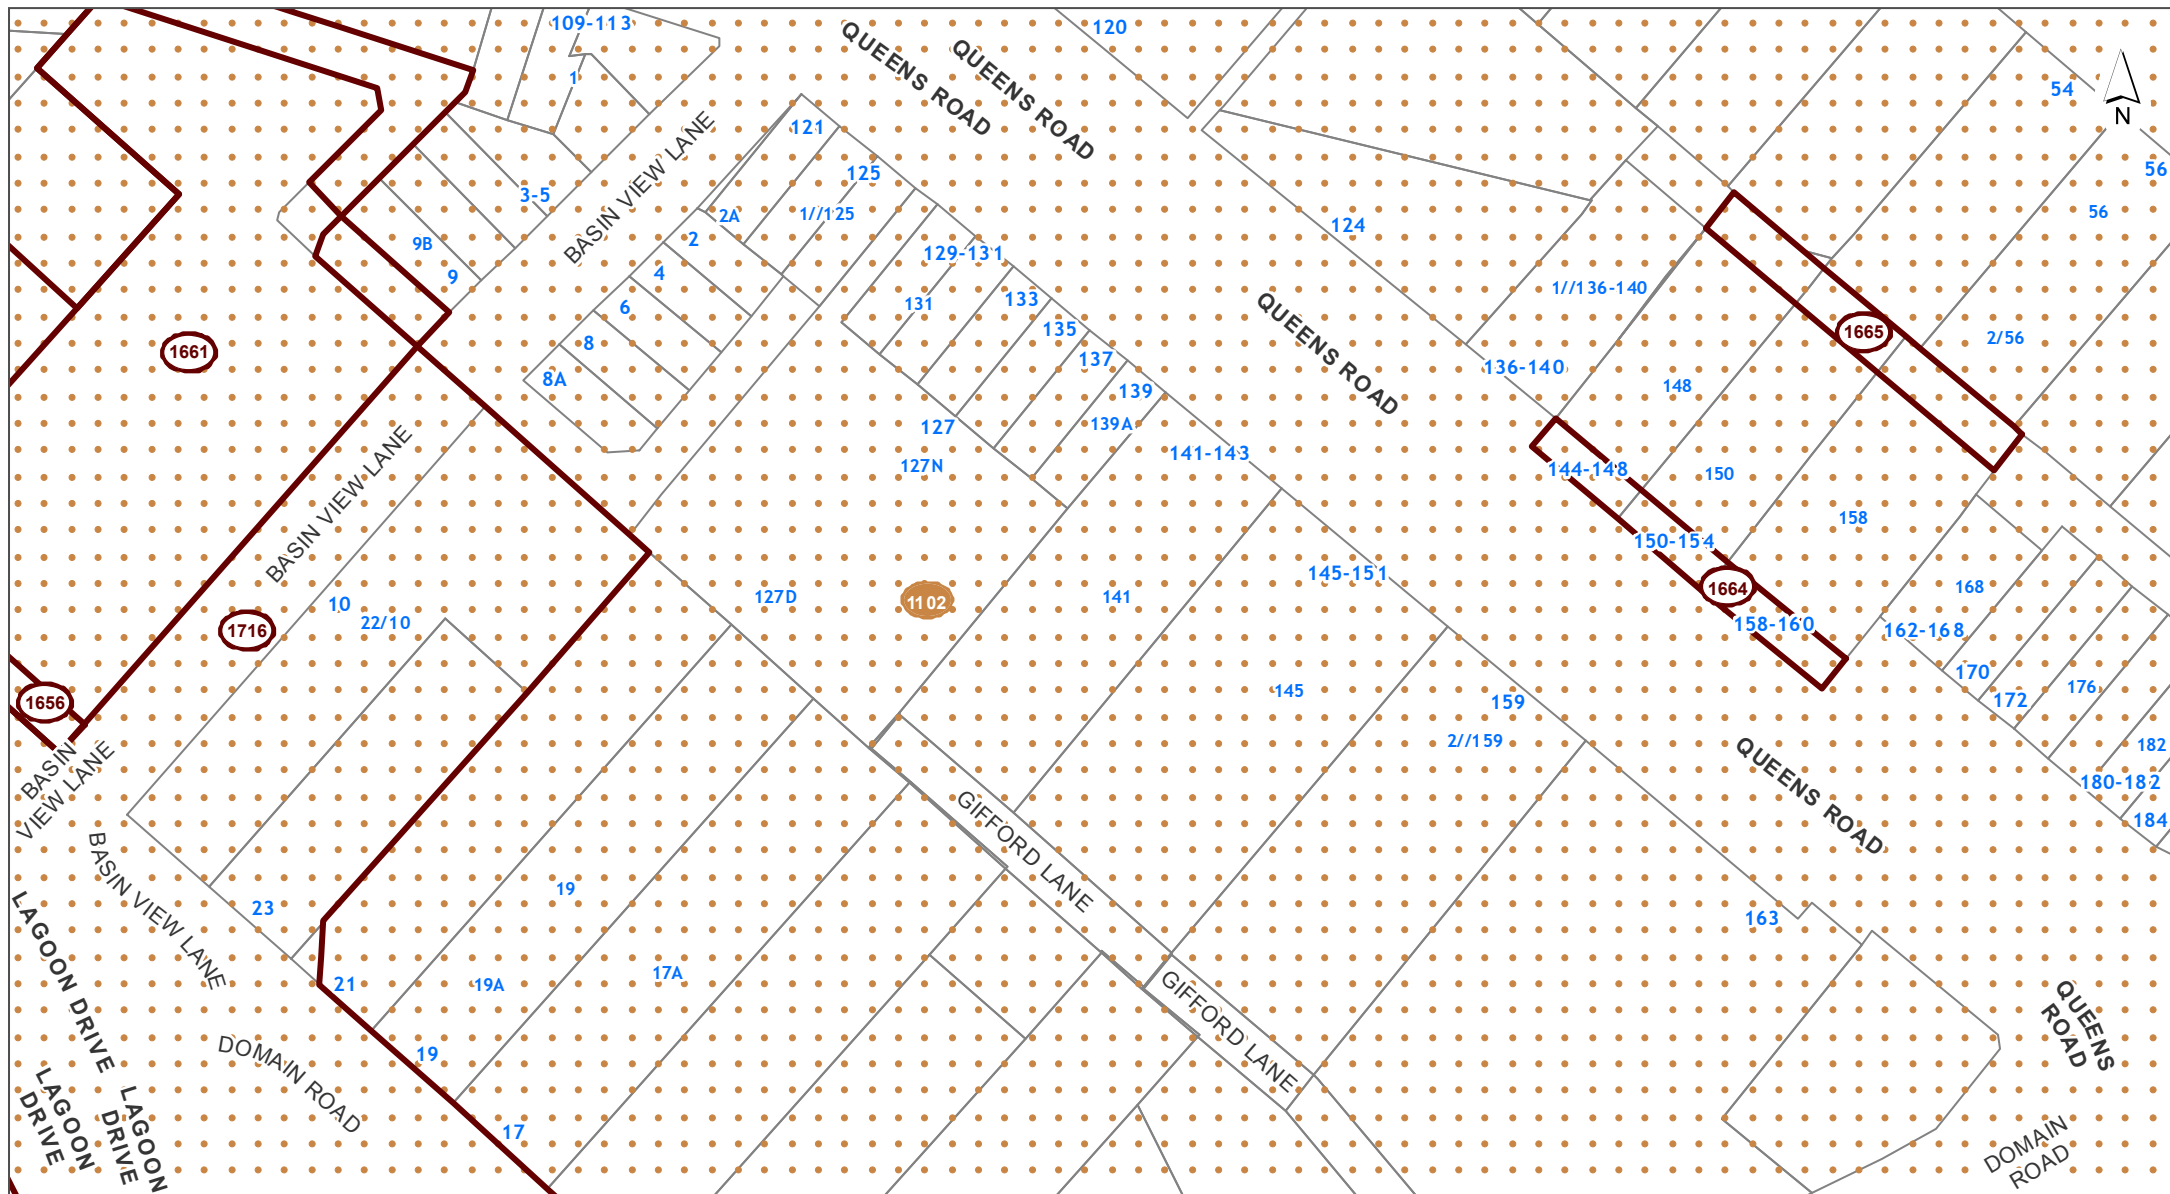 109-113
1
120
QUEENS ROAD
QUEENS ROAD
54
N
56
56
121
125
1//125
BASIN VIEW LANE
3-5
2A
2
9B
9
4
6
8
8A
129-131
131
133
135
137
139
139A
124
1//136-140
136-140
QUEENS ROAD
1665
2/56
148
1661
127
127N
141-143
144-148
150
158
150-154
1664
158-160
BASIN VIEW LANE
10
22/10
1716
127D
1102
141
145-151
168
162-168
170
172
176
182
180-182
184
1656
BASIN
VIEW LANE
145
159
2//159
QUEENS ROAD
GIFFORD LANE
BASIN VIEW LANE
23
19
163
LAGOON DRIVE
21
19A
17A
GIFFORD LANE
QUEENS
ROAD
DOMAIN ROAD
19
17
LAGOON
DRIVE
LAGOON
DRIVE
DOMAIN
ROAD